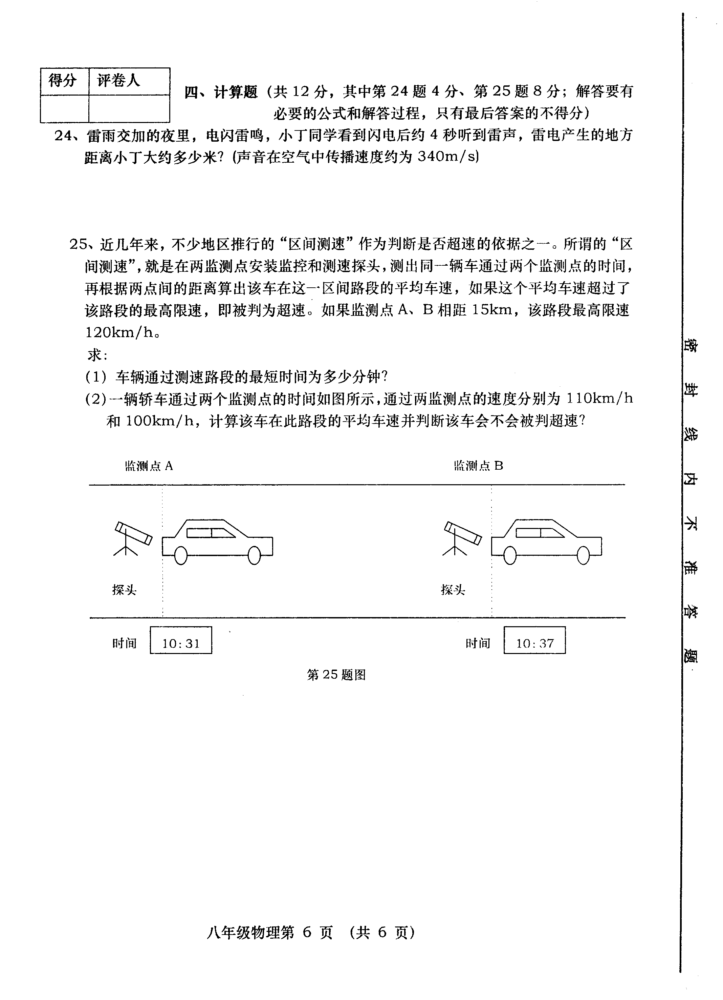 得分 评卷人
四、计算题（共 12 分，其中第 24 题 4 分、第 25 题 8 分；解答要有
必要的公式和解答过程，只有最后答案的不得分）
24、雷雨交加的夜里，电闪雷鸣，小丁同学看到闪电后约 4 秒听到雷声，雷电产生的地方
距离小丁大约多少米？(声音在空气中传播速度约为 340m/s)
25、近几年来，不少地区推行的“区间测速”作为判断是否超速的依据之一。所谓的“区
间测速”，就是在两监测点安装监控和测速探头，测出同一辆车通过两个监测点的时间，
再根据两点间的距离算出该车在这一区间路段的平均车速，如果这个平均车速超过了
该路段的最高限速，即被判为超速。如果监测点 A、B 相距 15km，该路段最高限速
120km/h。
求：
(1) 车辆通过测速路段的最短时间为多少分钟？
(2)一辆轿车通过两个监测点的时间如图所示，通过两监测点的速度分别为 110km/h
和 100km/h，计算该车在此路段的平均车速并判断该车会不会被判超速？
监测点 A 监测点 B
探头 探头
时间 10:31 时间 10:37
第 25 题图
八年级物理第 6 页 （共 6 页）
密封线内不准答题